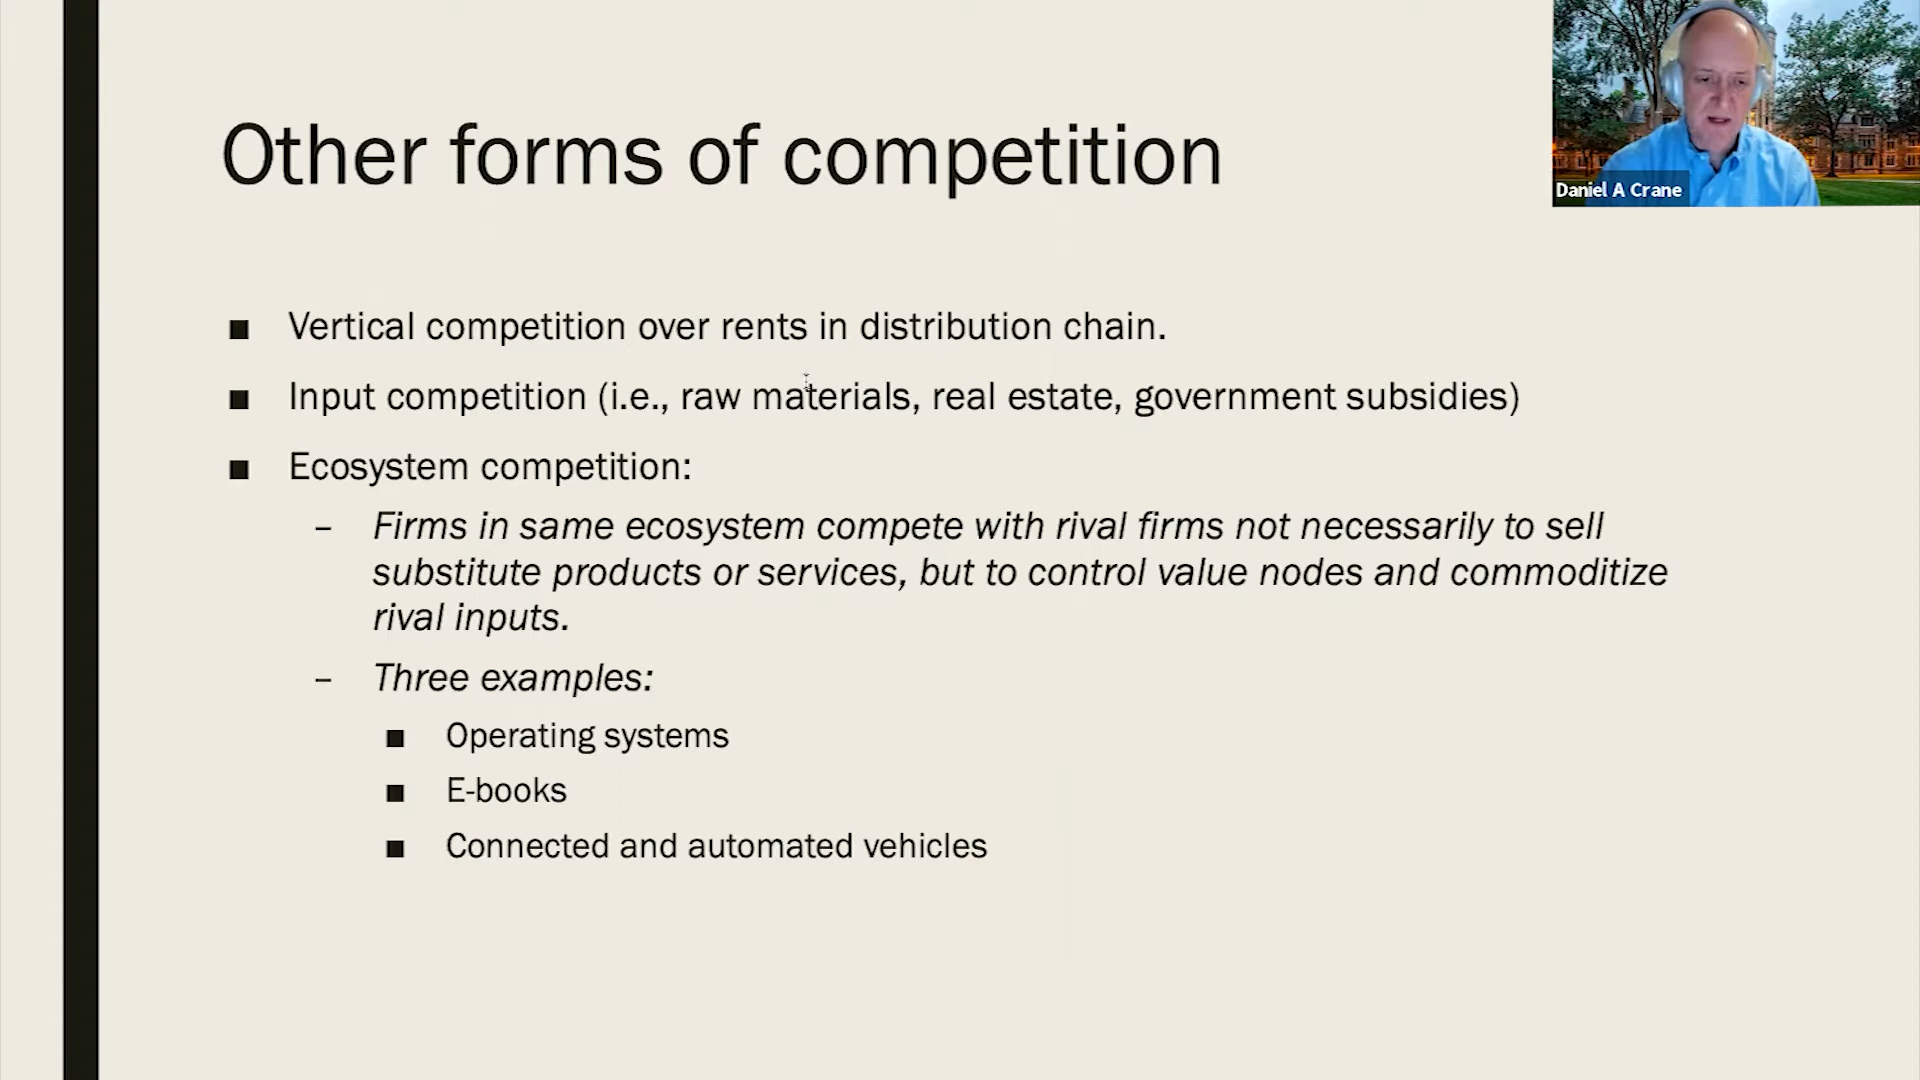 Other forms of competition
Daniel A Crane
■ Vertical competition over rents in distribution chain.
■ Input competition (i.e., raw materials, real estate, government subsidies)
■ Ecosystem competition:
– Firms in same ecosystem compete with rival firms not necessarily to sell
substitute products or services, but to control value nodes and commoditize
rival inputs.
– Three examples:
■ Operating systems
■ E-books
■ Connected and automated vehicles